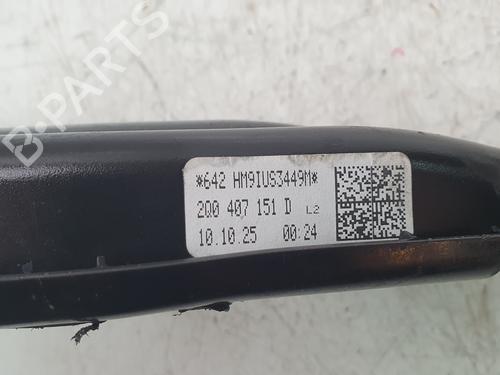 *642 HM9IUS3449M*
2Q0 407 151 D L2
10.10.25 00:24
B-PARTS